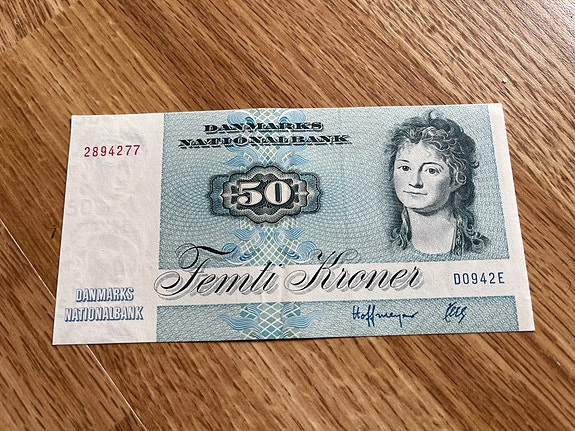 DANMARKS
NATIONALBANK
2894277
50
Femti Kroner
D0942E
DANMARKS
NATIONALBANK
Hoffmeyer